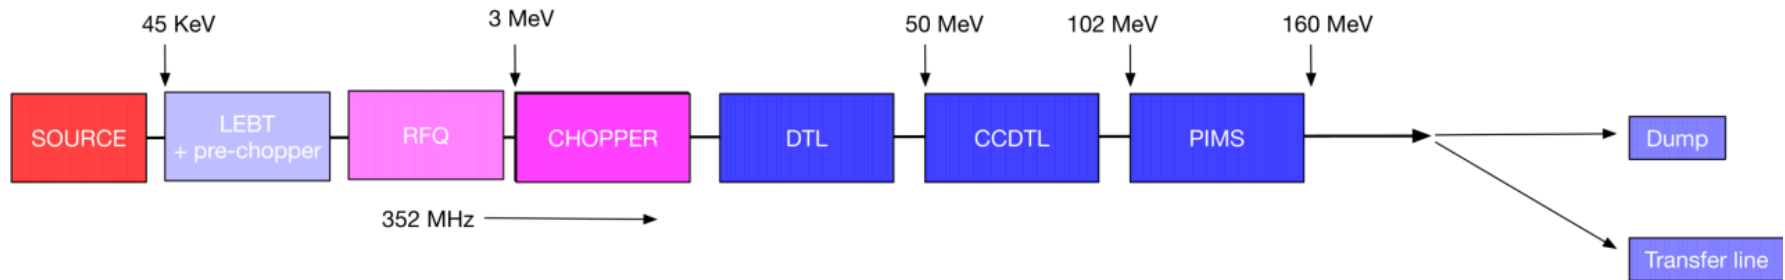 45 KeV
3 MeV
50 MeV
102 MeV
160 MeV
SOURCE
LEBT
+ pre-chopper
RFQ
CHOPPER
DTL
CCDTL
PIMS
Dump
352 MHz
Transfer line